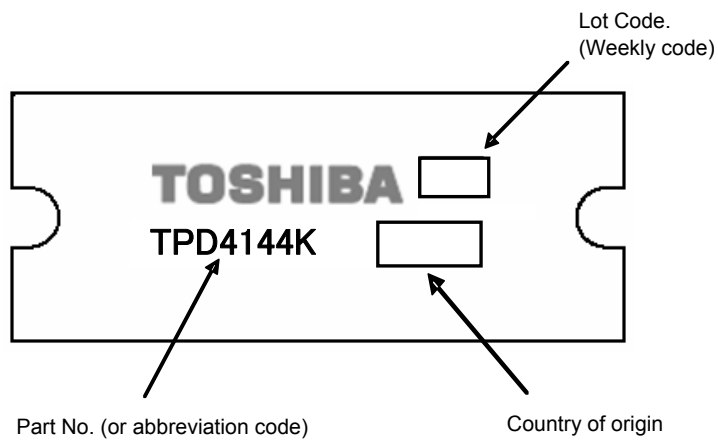 Lot Code.
(Weekly code)
TOSHIBA
TPD4144K
Part No. (or abbreviation code)
Country of origin